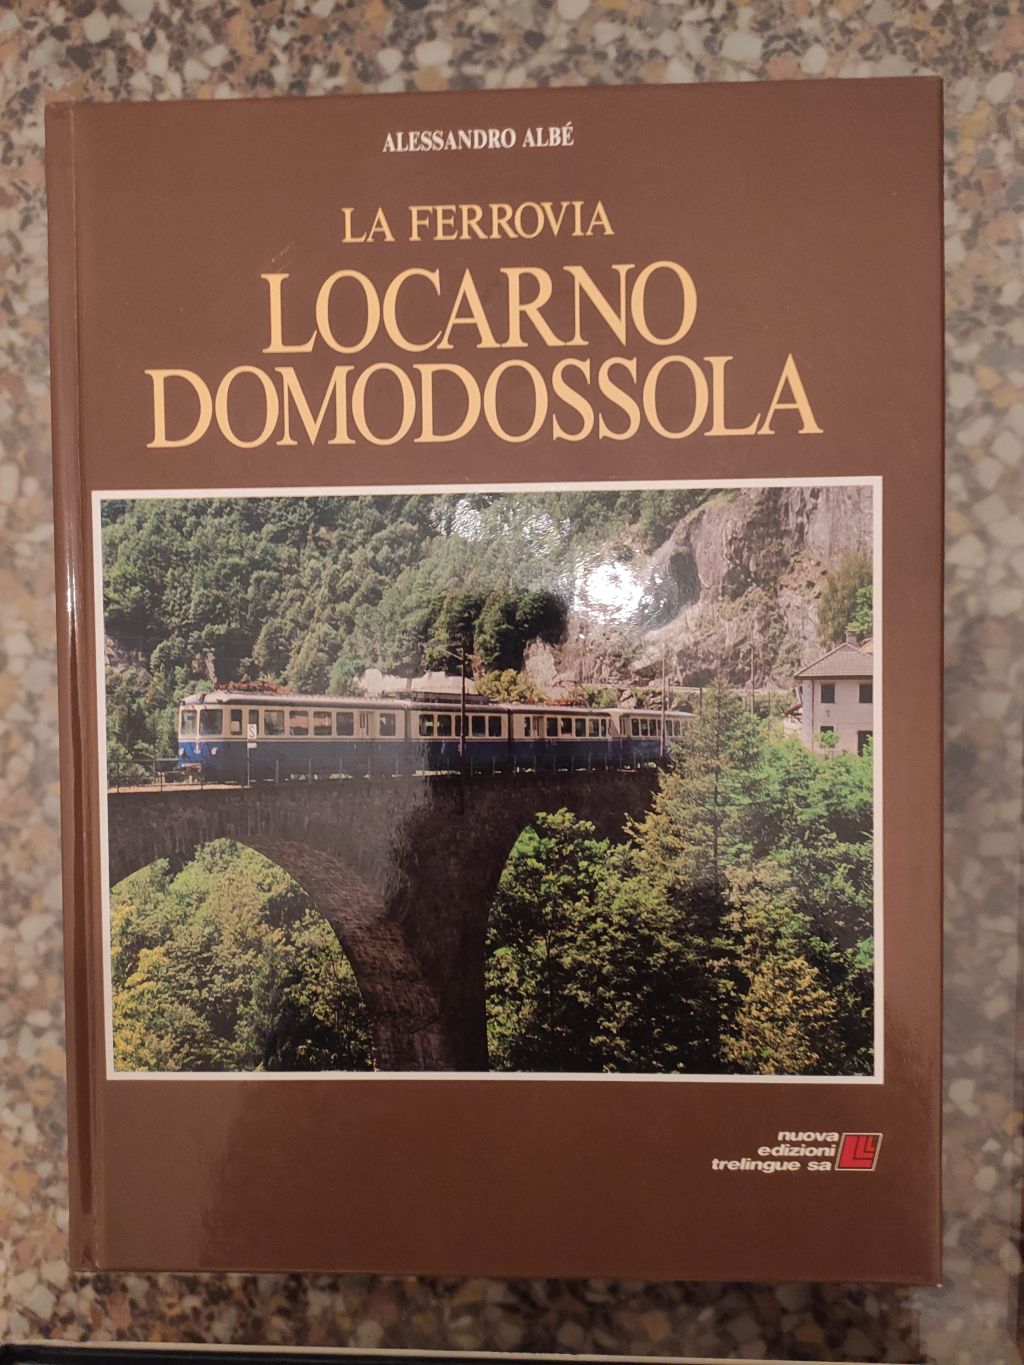 ALESSANDRO ALBÉ
LA FERROVIA
LOCARNO
DOMODOSSOLA
nuova
edizioni
trelingue sa